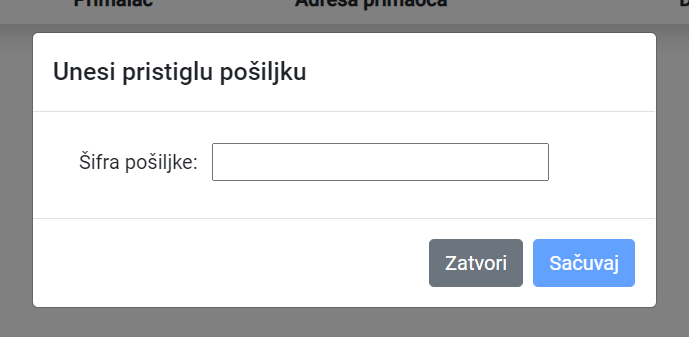 Primalac Adresa primaoca
Unesi pristiglu pošiljku
Šifra pošiljke:
Zatvori Sačuvaj